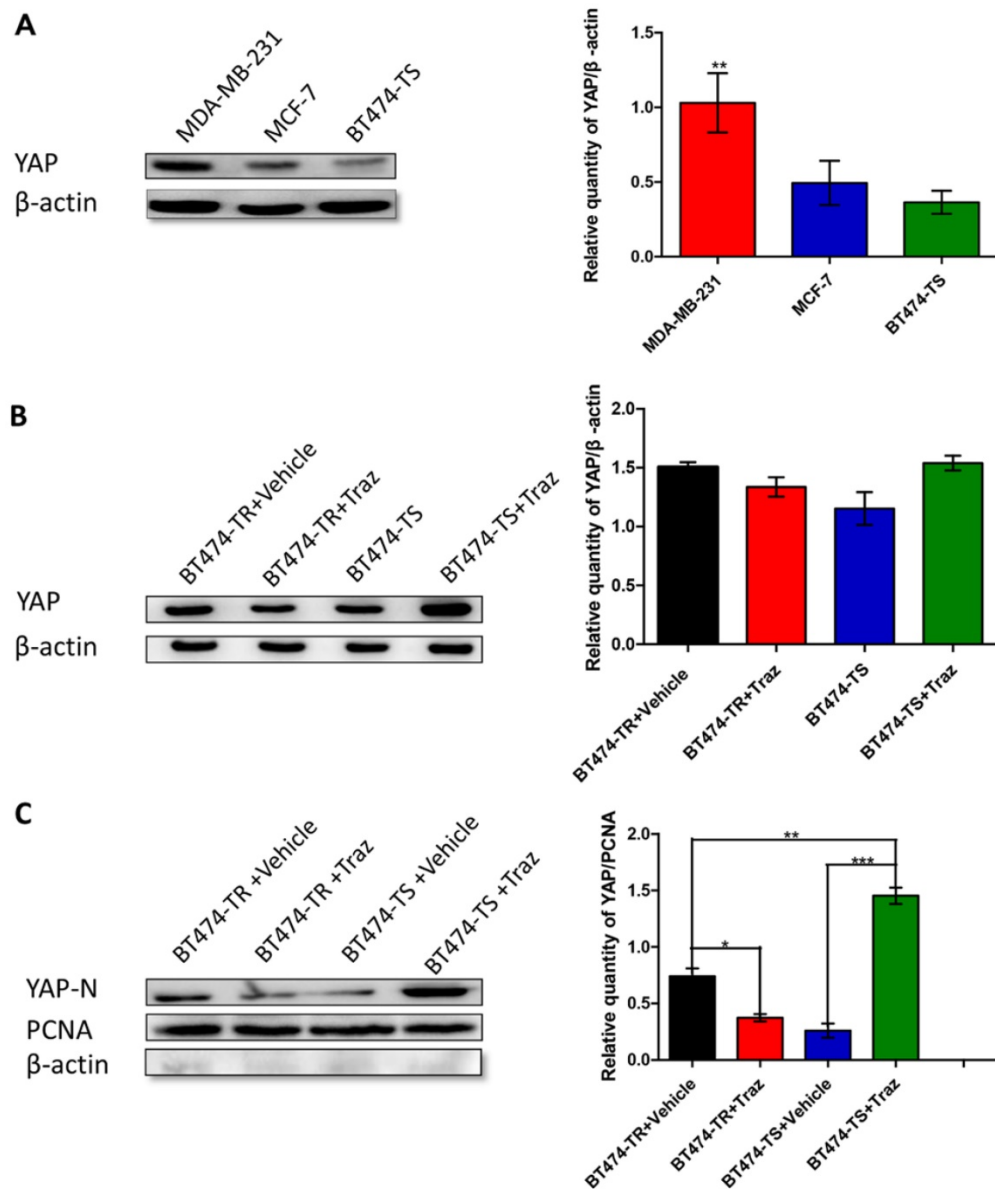 A
MDA-MB-231
MCF-7
BT474-TS
YAP
β-actin
Relative quantity of YAP/β -actin
1.5
1.0
0.5
0.0
**
MDA-MB-231
MCF-7
BT474-TS
B
BT474-TR+Vehicle
BT474-TR+Traz
BT474-TS
BT474-TS+Traz
YAP
β-actin
Relative quantity of YAP/β -actin
2.0
1.5
1.0
0.5
0.0
BT474-TR+Vehicle
BT474-TR+Traz
BT474-TS
BT474-TS+Traz
C
BT474-TR +Vehicle
BT474-TR +Traz
BT474-TS +Vehicle
BT474-TS +Traz
YAP-N
PCNA
β-actin
Relative quantity of YAP/PCNA
2.0
1.5
1.0
0.5
0.0
**
***
*
BT474-TR+Vehicle
BT474-TR+Traz
BT474-TS+Vehicle
BT474-TS+Traz